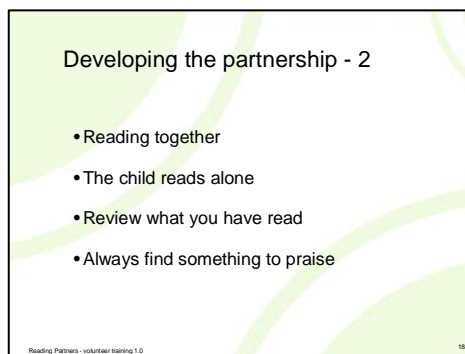 Developing the partnership - 2
• Reading together
• The child reads alone
• Review what you have read
• Always find something to praise
Reading Partners - volunteer training 1.0
18